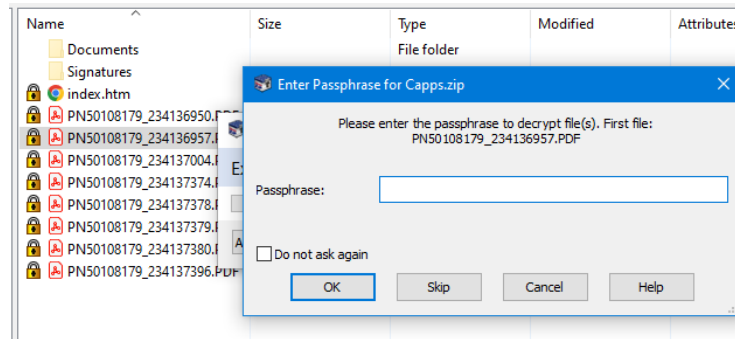 Name Size Type Modified Attributes
Documents File folder
Signatures
index.htm
Enter Passphrase for Capps.zip
PN50108179_234136950.PDF
PN50108179_234136957.PDF
PN50108179_234137004.
PN50108179_234137374.
PN50108179_234137378.
PN50108179_234137379.
PN50108179_234137380.
PN50108179_234137396.PDF
Please enter the passphrase to decrypt file(s). First file:
PN50108179_234136957.PDF
Passphrase:
Do not ask again
OK Skip Cancel Help